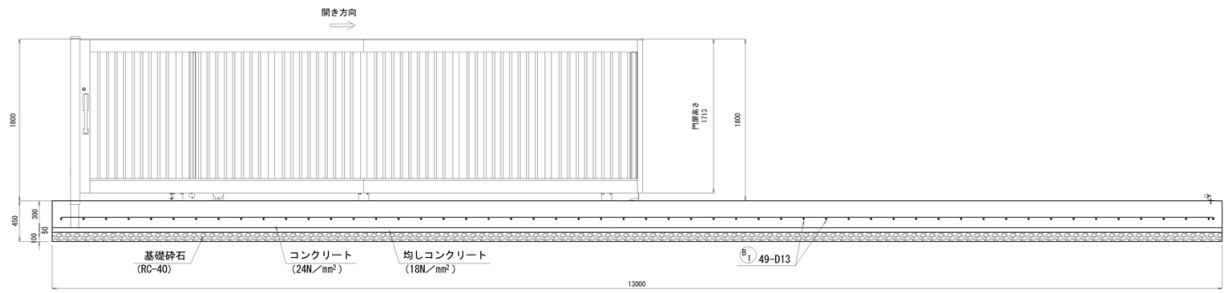 開き方向
1800
門扉高さ
1713
1800
450
300
50
100
基礎砕石
(RC-40)
コンクリート
(24N／mm²)
均しコンクリート
(18N／mm²)
B1 49-D13
13000